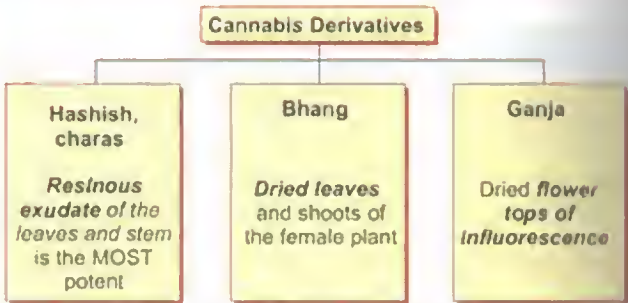 Cannabis Derivatives
Hashish,
charas
Resinous
exudate of the
leaves and stem
is the MOST
potent
Bhang
Dried leaves
and shoots of
the female plant
Ganja
Dried flower
tops of
influorescence